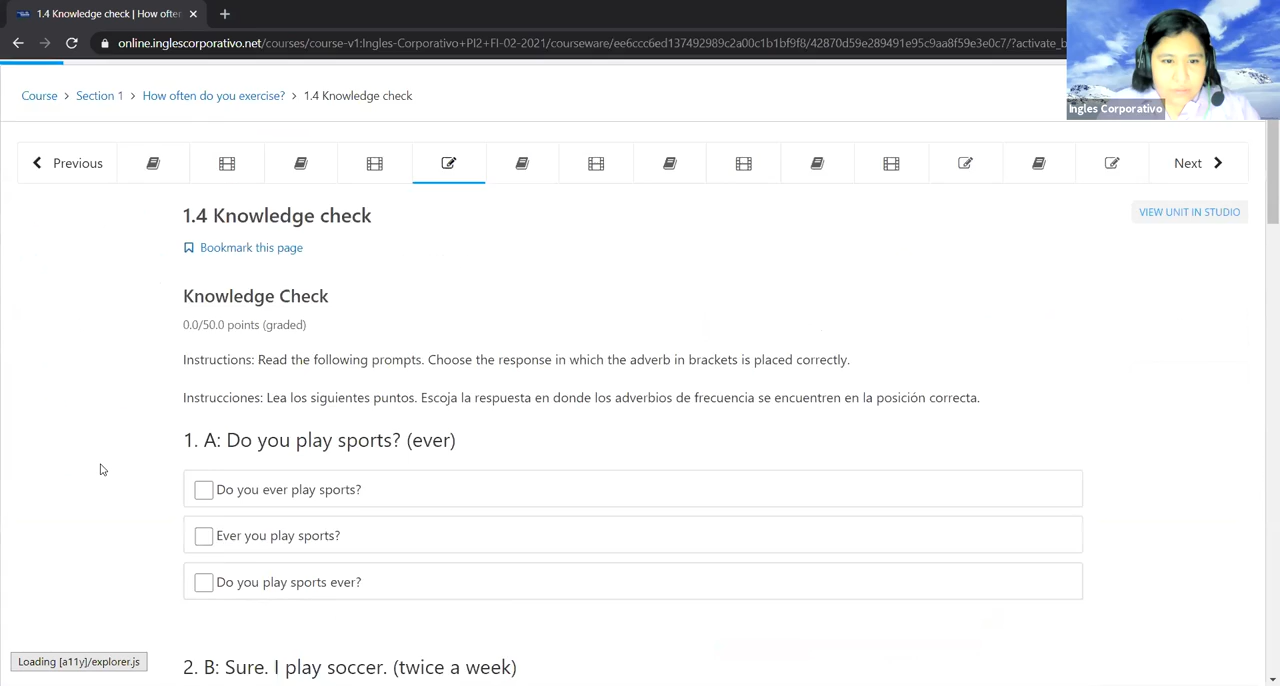 1.4 Knowledge check | How ofter
online.inglescorporativo.net/courses/course-v1:Ingles-Corporativo+PI2+FI-02-2021/courseware/ee6ccc6ed137492989c2a00c1b1bf9f8/42870d59e289491e95c9aa8f59e3e0c7/?activate_b
Ingles Corporativo
Course > Section 1 > How often do you exercise? > 1.4 Knowledge check
Previous
Next
1.4 Knowledge check
VIEW UNIT IN STUDIO
Bookmark this page
Knowledge Check
0.0/50.0 points (graded)
Instructions: Read the following prompts. Choose the response in which the adverb in brackets is placed correctly.
Instrucciones: Lea los siguientes puntos. Escoja la respuesta en donde los adverbios de frecuencia se encuentren en la posición correcta.
1. A: Do you play sports? (ever)
Do you ever play sports?
Ever you play sports?
Do you play sports ever?
Loading [a11y]/explorer.js
2. B: Sure. I play soccer. (twice a week)